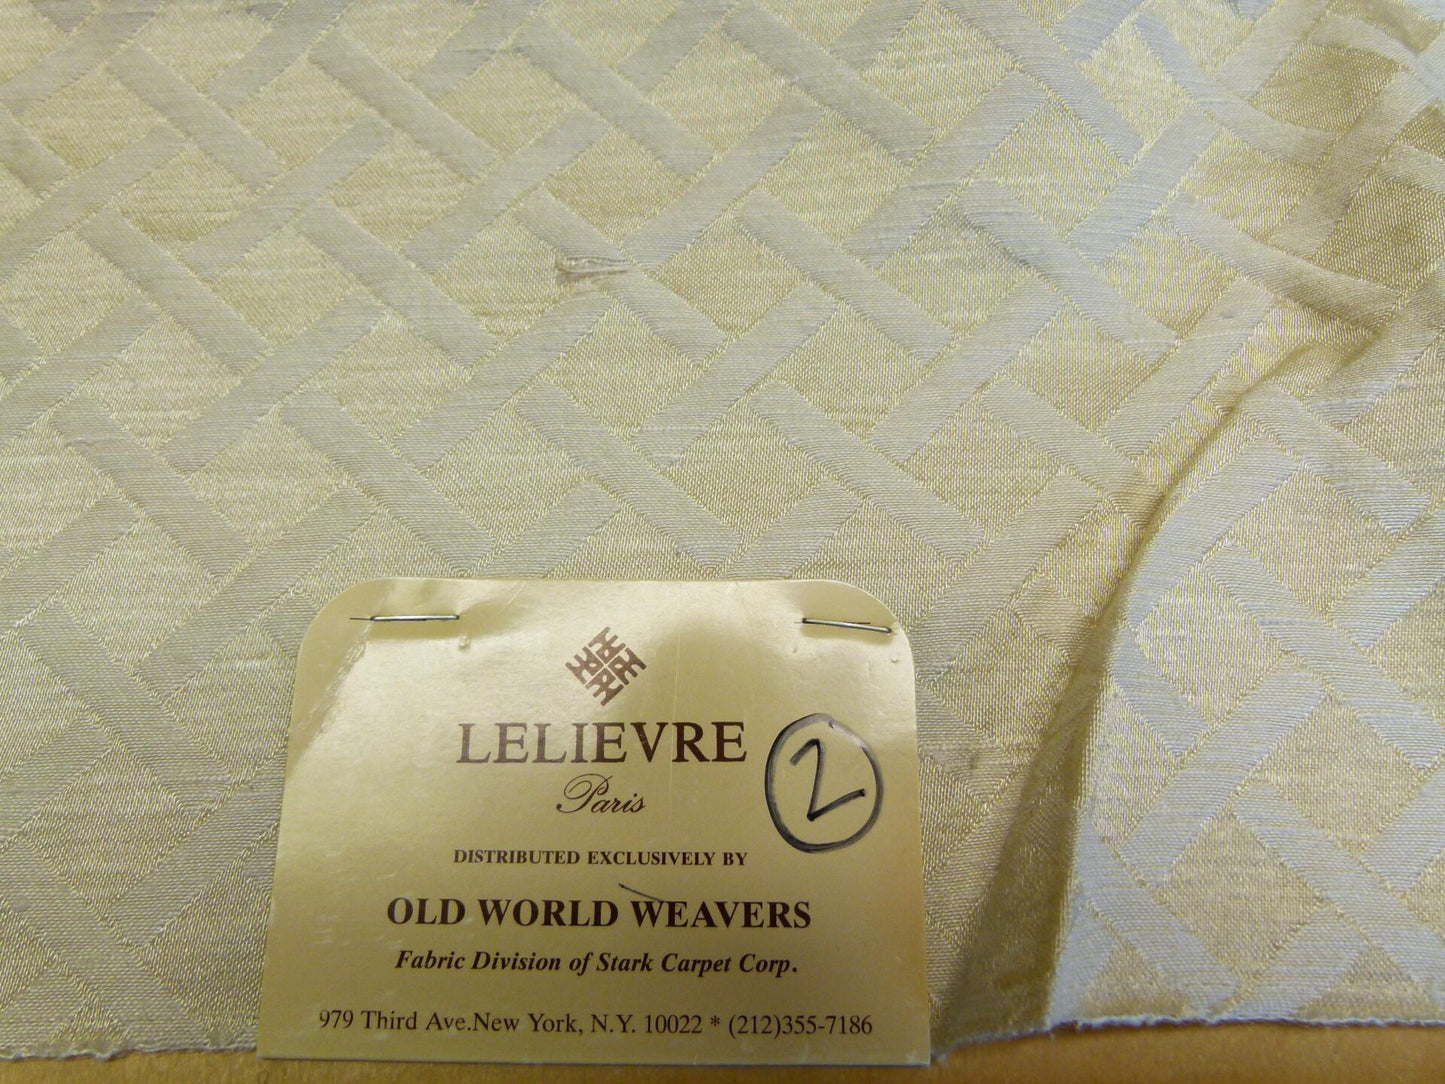 LELIEVRE
Paris
2
DISTRIBUTED EXCLUSIVELY BY
OLD WORLD WEAVERS
Fabric Division of Stark Carpet Corp.
979 Third Ave.New York, N.Y. 10022 * (212)355-7186